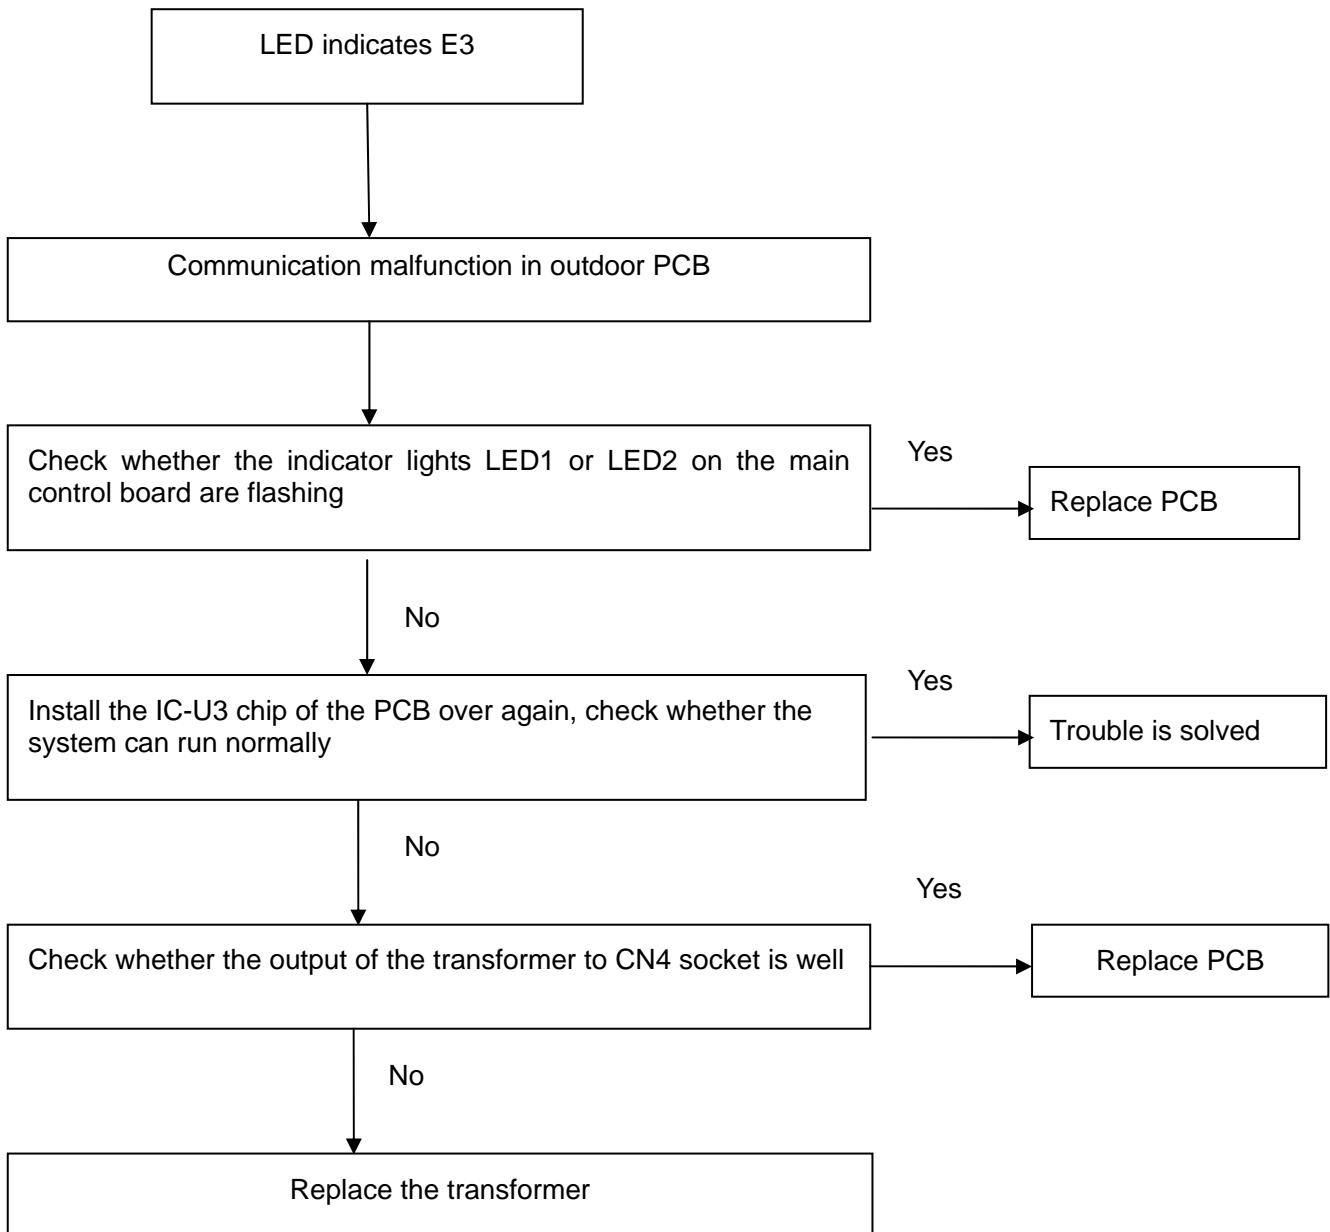 LED indicates E3
Communication malfunction in outdoor PCB
Check whether the indicator lights LED1 or LED2 on the main
control board are flashing
Yes
Replace PCB
No
Install the IC-U3 chip of the PCB over again, check whether the
system can run normally
Yes
Trouble is solved
No
Check whether the output of the transformer to CN4 socket is well
Yes
Replace PCB
No
Replace the transformer